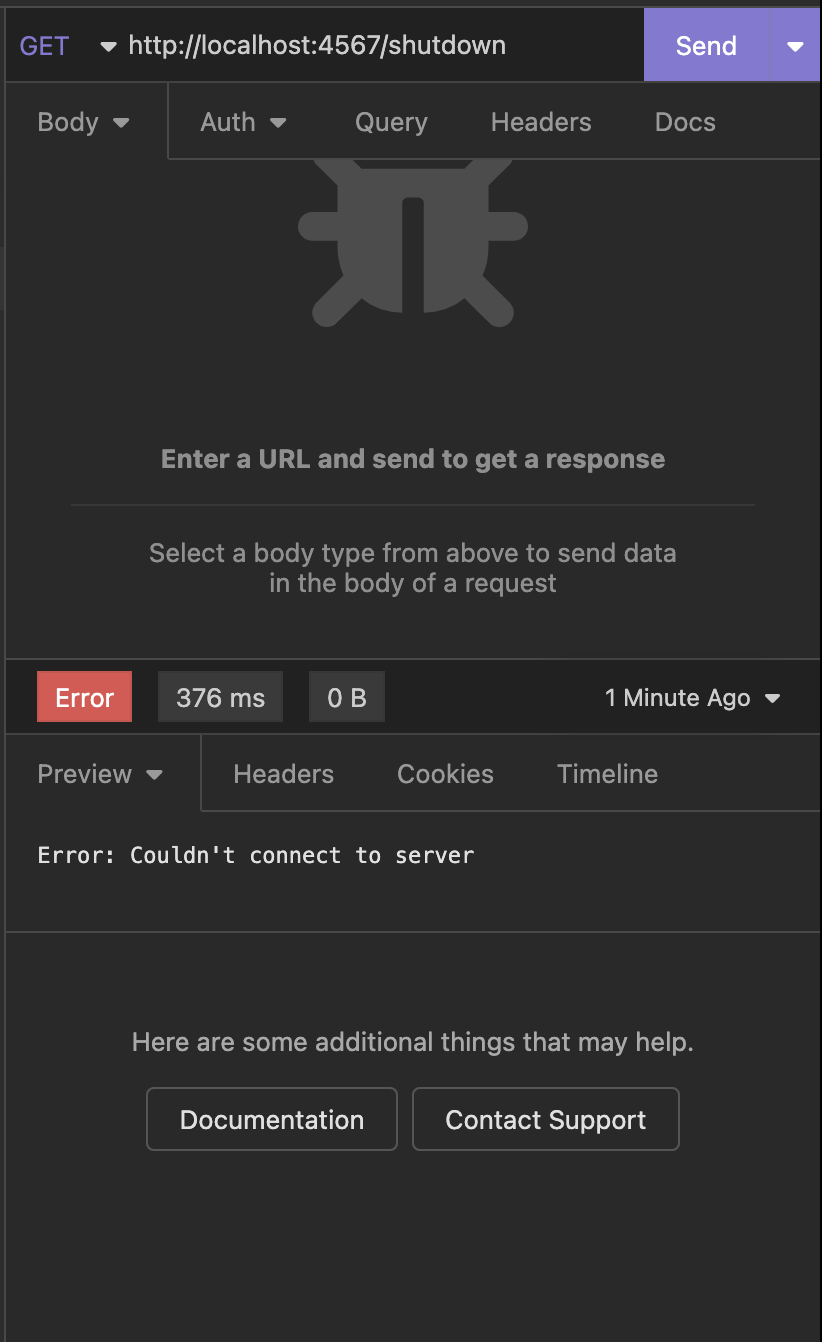 GET http://localhost:4567/shutdown Send
Body Auth Query Headers Docs
Enter a URL and send to get a response
Select a body type from above to send data
in the body of a request
Error 376 ms 0 B 1 Minute Ago
Preview Headers Cookies Timeline
Error: Couldn't connect to server
Here are some additional things that may help.
Documentation Contact Support